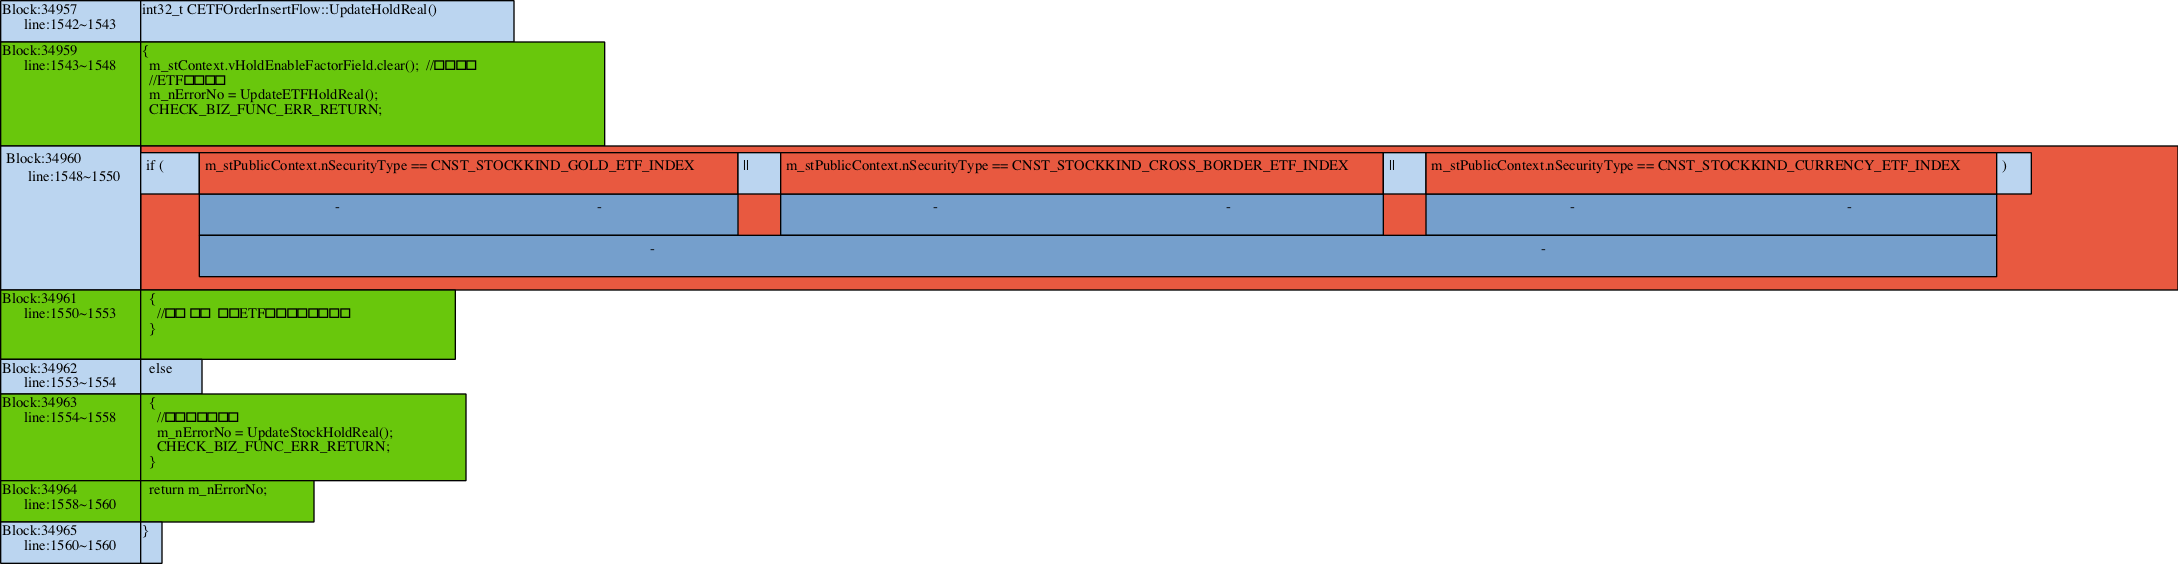 Block:34957
line:1542~1543
int32_t CETFOrderInsertFlow::UpdateHoldReal()
Block:34959
line:1543~1548
{
m_stContext.vHoldEnableFactorField.clear();  //□□□□
//ETF□□□□
m_nErrorNo = UpdateETFHoldReal();
CHECK_BIZ_FUNC_ERR_RETURN;
Block:34960
line:1548~1550
if ( m_stPublicContext.nSecurityType == CNST_STOCKKIND_GOLD_ETF_INDEX || m_stPublicContext.nSecurityType == CNST_STOCKKIND_CROSS_BORDER_ETF_INDEX || m_stPublicContext.nSecurityType == CNST_STOCKKIND_CURRENCY_ETF_INDEX )
- - - - - -
- -
Block:34961
line:1550~1553
{
//□□ □□  □□ETF□□□□□□□□
}
Block:34962
line:1553~1554
else
Block:34963
line:1554~1558
{
//□□□□□□□
m_nErrorNo = UpdateStockHoldReal();
CHECK_BIZ_FUNC_ERR_RETURN;
}
Block:34964
line:1558~1560
return m_nErrorNo;
Block:34965
line:1560~1560
}